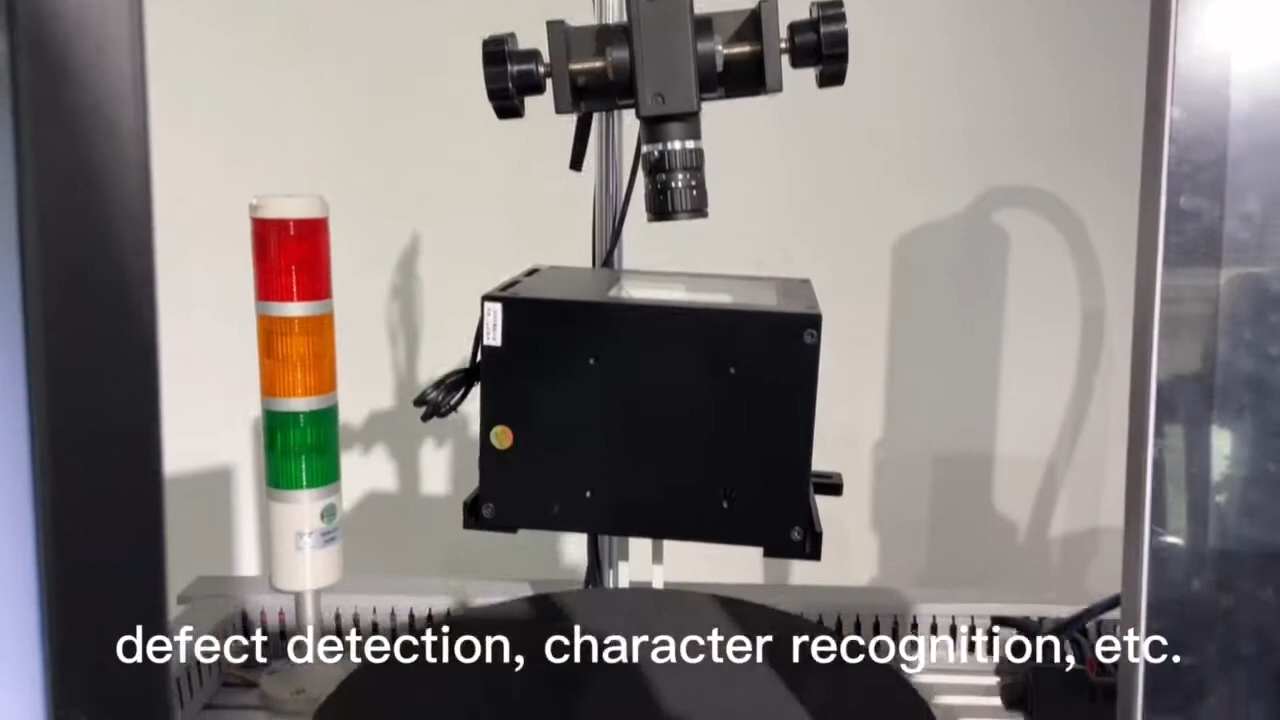 defect detection, character recognition, etc.